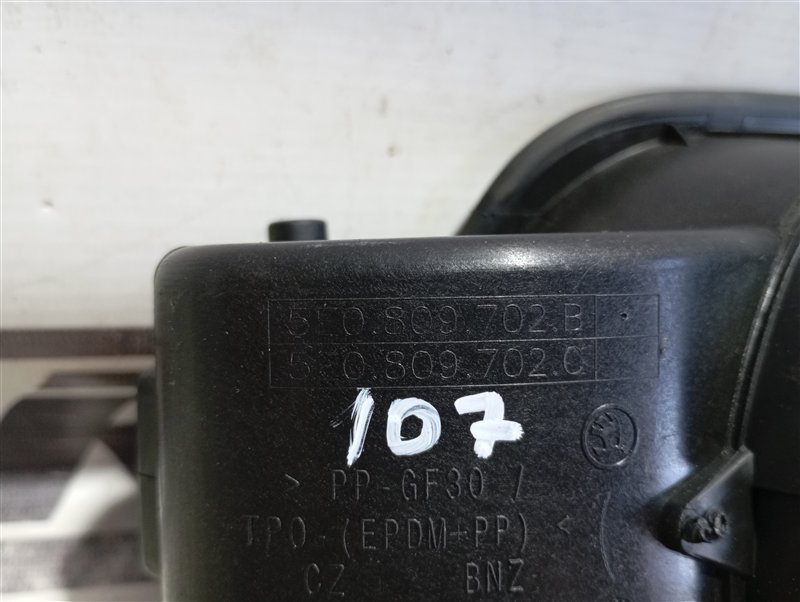 5E0.809.702.B
5E0.809.702.C
107
> PP-GF30 /
TPO-(EPDM+PP) <
CZ BNZ